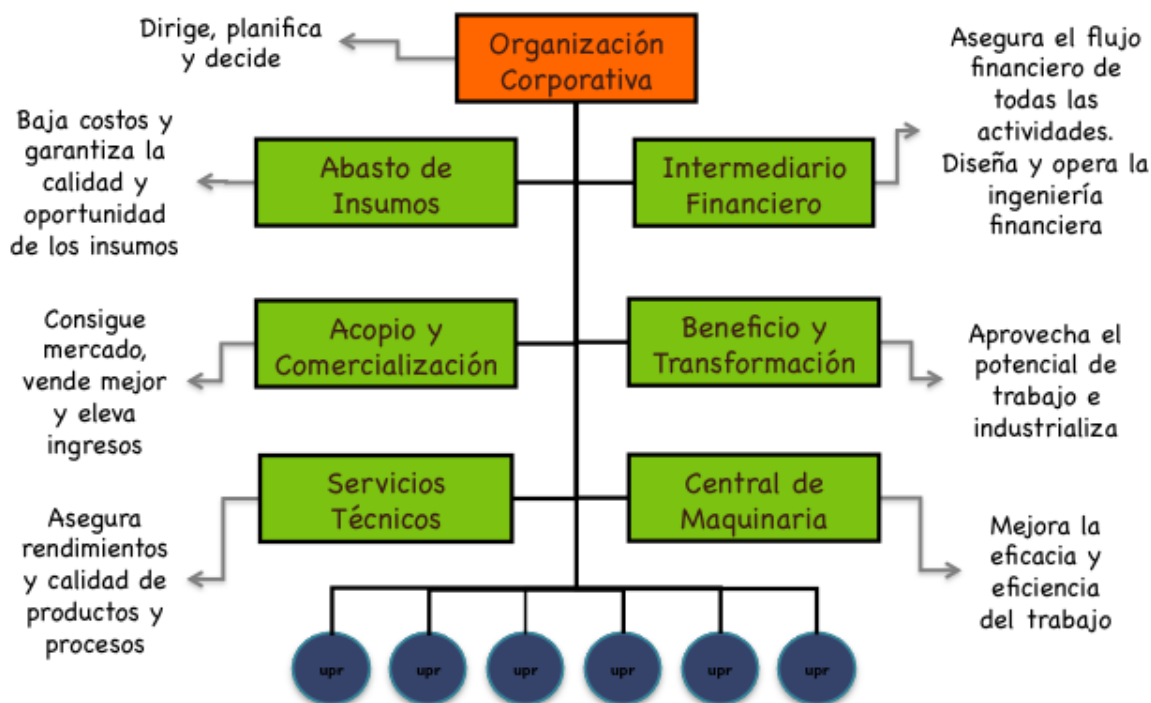 Dirige, planifica
y decide
Organización
Corporativa
Asegura el flujo
financiero de
todas las
actividades.
Diseña y opera la
ingeniería
financiera
Baja costos y
garantiza la
calidad y
oportunidad
de los insumos
Abasto de
Insumos
Intermediario
Financiero
Consigue
mercado,
vende mejor
y eleva
ingresos
Acopio y
Comercialización
Beneficio y
Transformación
Aprovecha el
potencial de
trabajo e
industrializa
Asegura
rendimientos
y calidad de
productos y
procesos
Servicios
Técnicos
Central de
Maquinaria
Mejora la
eficacia y
eficiencia
del trabajo
upr
upr
upr
upr
upr
upr